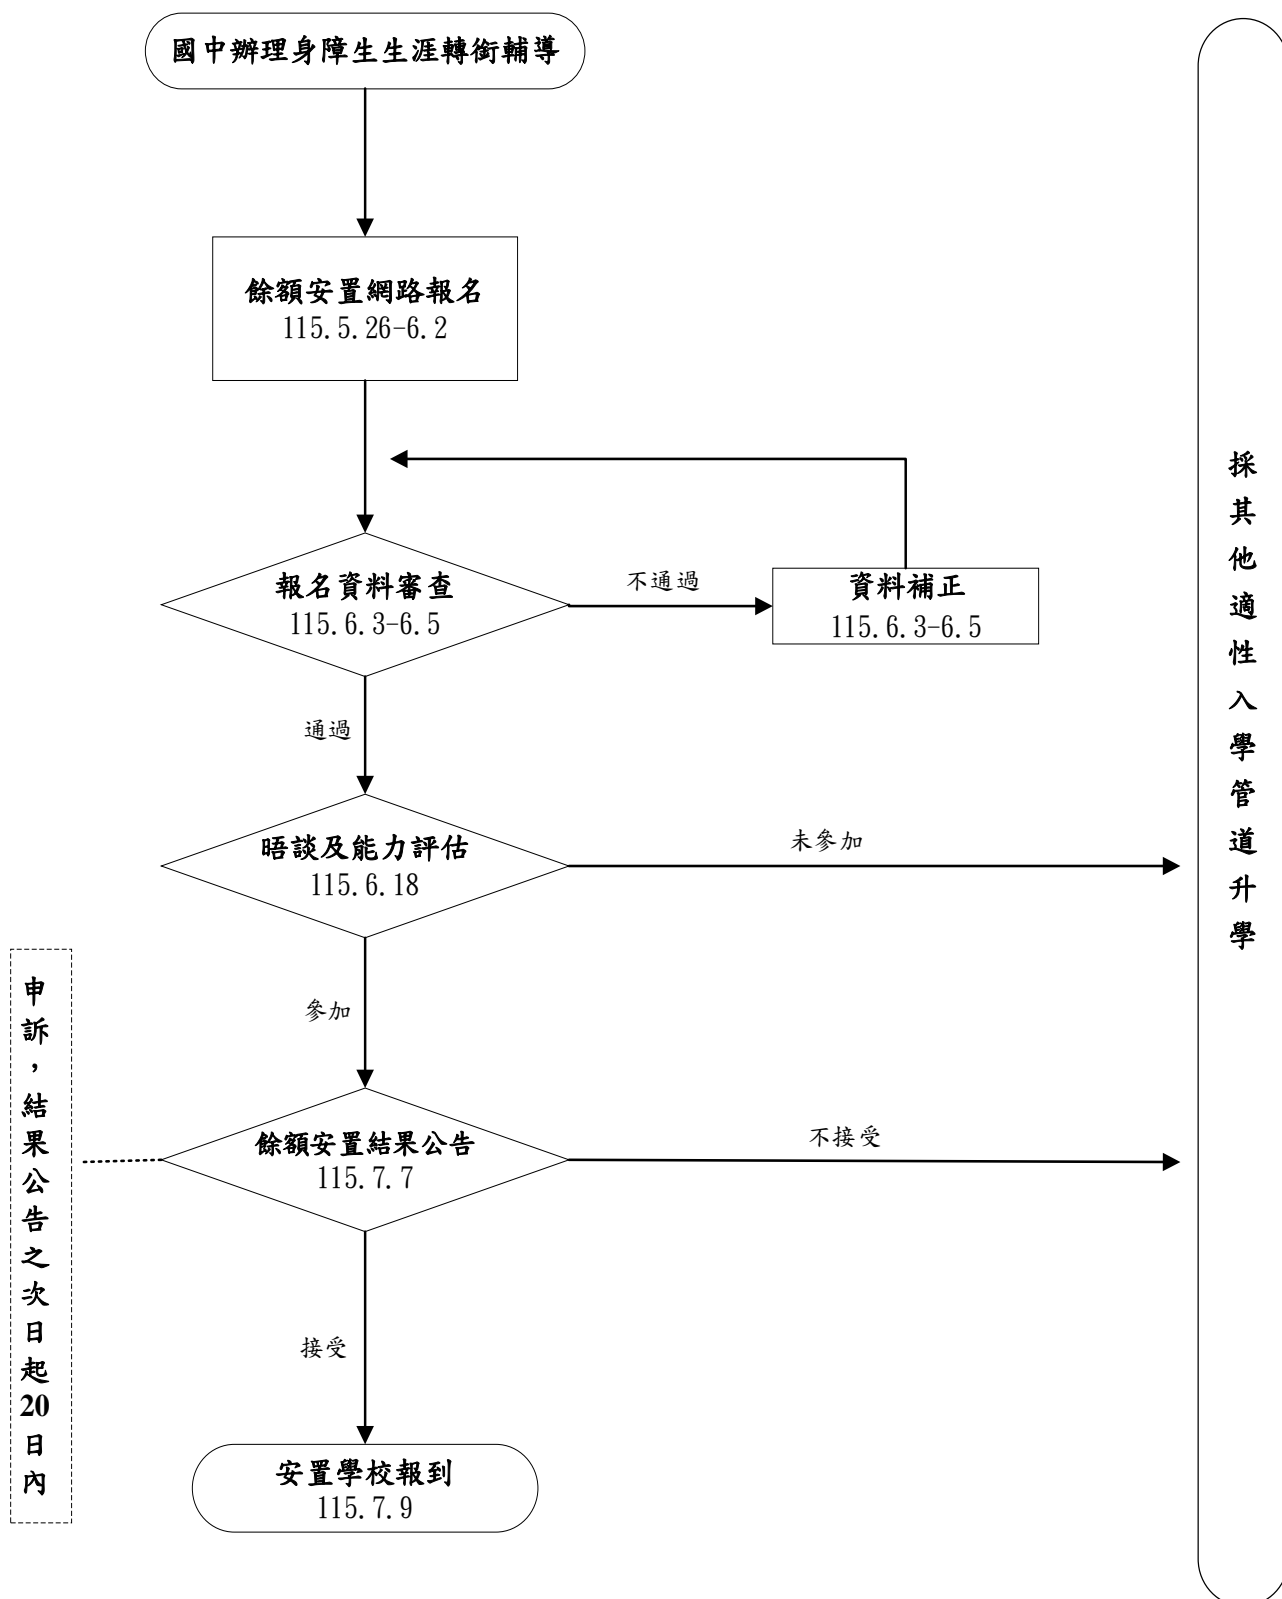 國中辦理身障生生涯轉銜輔導
餘額安置網路報名
115.5.26-6.2
報名資料審查
115.6.3-6.5
不通過
資料補正
115.6.3-6.5
通過
晤談及能力評估
115.6.18
未參加
參加
餘額安置結果公告
115.7.7
不接受
接受
安置學校報到
115.7.9
申訴，結果公告之次日起20日內
採其他適性入學管道升學